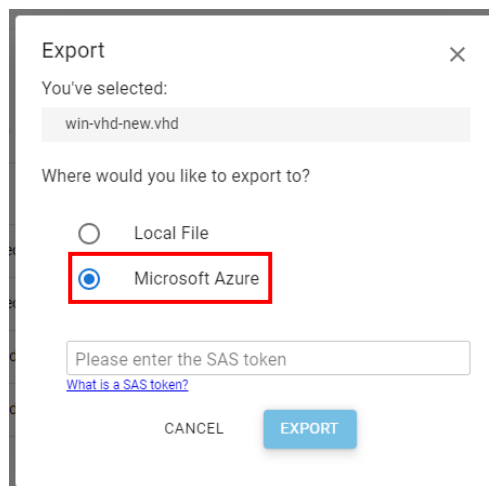 Export
You've selected:
win-vhd-new.vhd
Where would you like to export to?
Local File
Microsoft Azure
Please enter the SAS token
What is a SAS token?
CANCEL EXPORT